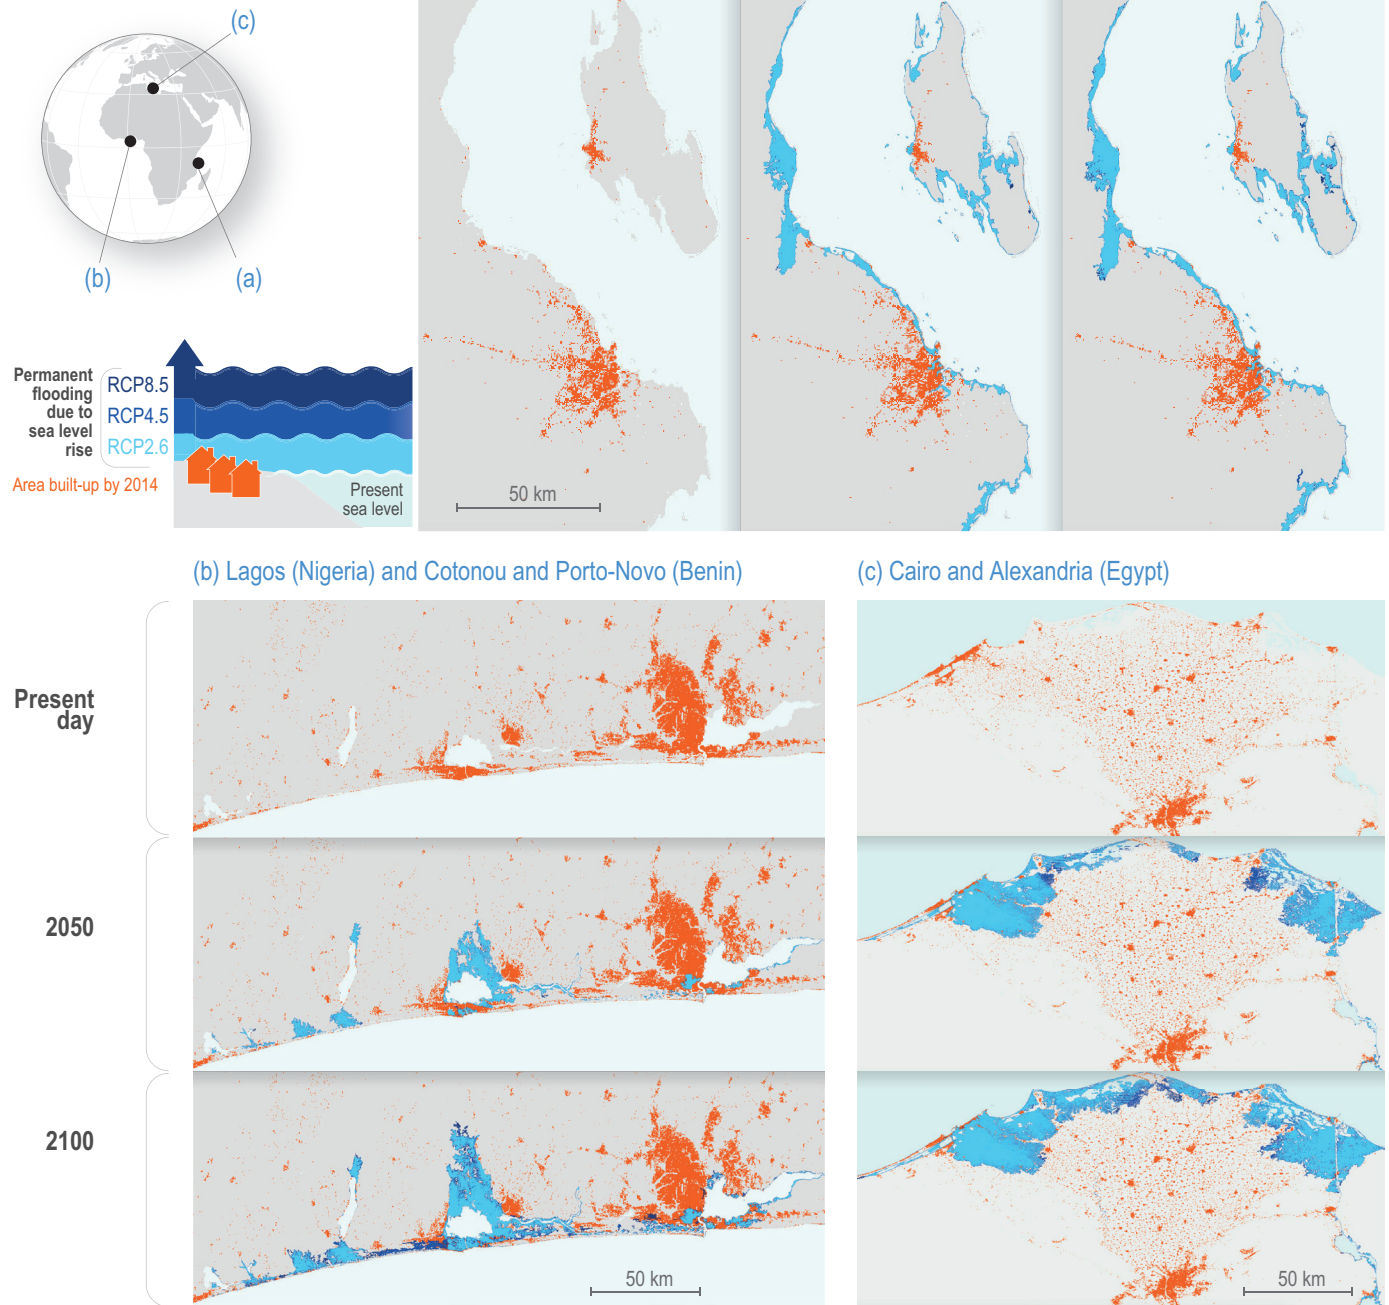 (c)
(b)
(a)
Permanent
flooding
due to
sea level
rise
RCP8.5
RCP4.5
RCP2.6
Area built-up by 2014
Present
sea level
50 km
(b) Lagos (Nigeria) and Cotonou and Porto-Novo (Benin)
(c) Cairo and Alexandria (Egypt)
Present
day
2050
2100
50 km
50 km